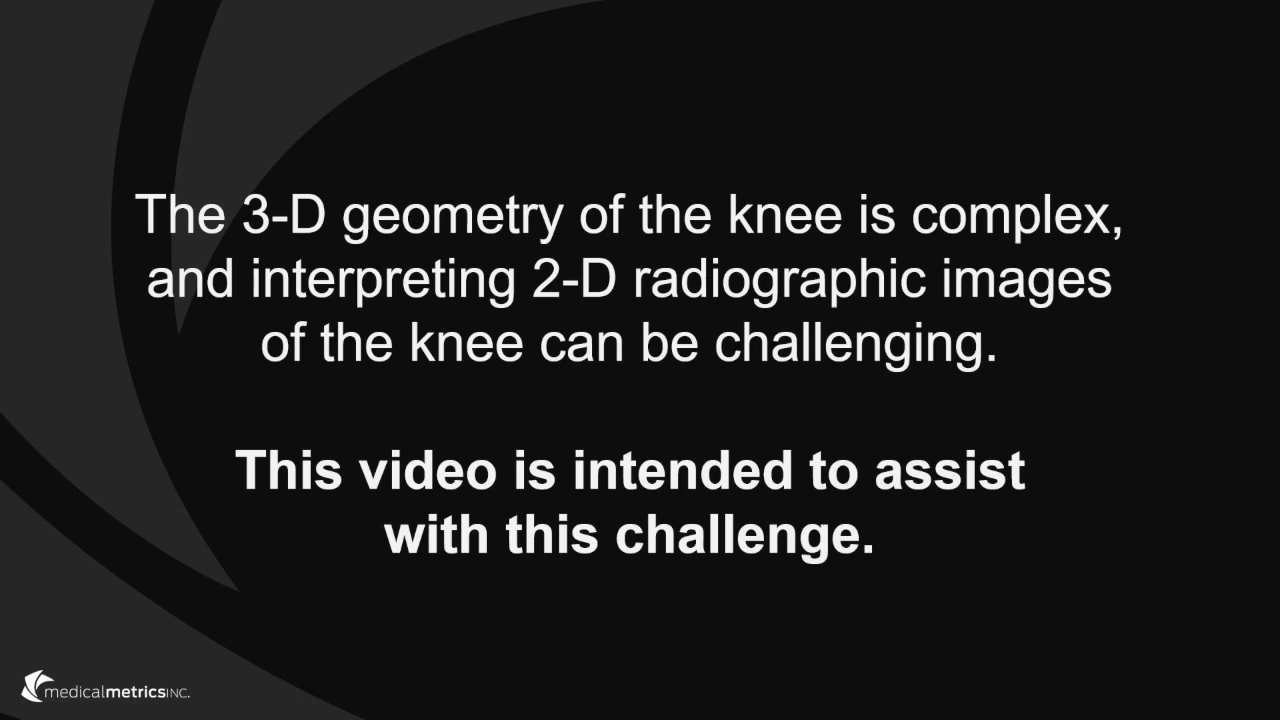 The 3-D geometry of the knee is complex,
and interpreting 2-D radiographic images
of the knee can be challenging.
This video is intended to assist
with this challenge.
medicalmetricsINC.